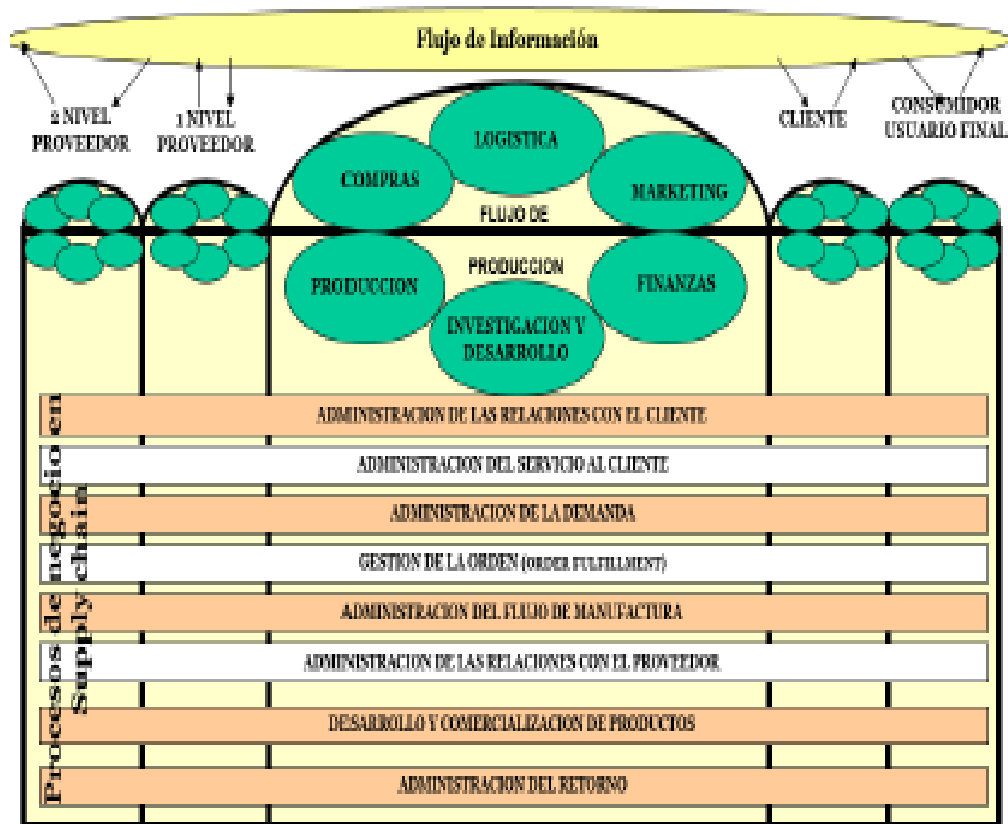 Flujo de Información
2 NIVEL
PROVEEDOR
1 NIVEL
PROVEEDOR
CLIENTE
CONSUMIDOR
USUARIO FINAL
LOGISTICA
COMPRAS
MARKETING
FLUJO DE
PRODUCCION
PRODUCCION
FINANZAS
INVESTIGACION Y
DESARROLLO
Procesos de negocio en
Supply chain
ADMINISTRACION DE LAS RELACIONES CON EL CLIENTE
ADMINISTRACION DEL SERVICIO AL CLIENTE
ADMINISTRACION DE LA DEMANDA
GESTION DE LA ORDEN (ORDER FULFILLMENT)
ADMINISTRACION DEL FLUJO DE MANUFACTURA
ADMINISTRACION DE LAS RELACIONES CON EL PROVEEDOR
DESARROLLO Y COMERCIALIZACION DE PRODUCTOS
ADMINISTRACION DEL RETORNO